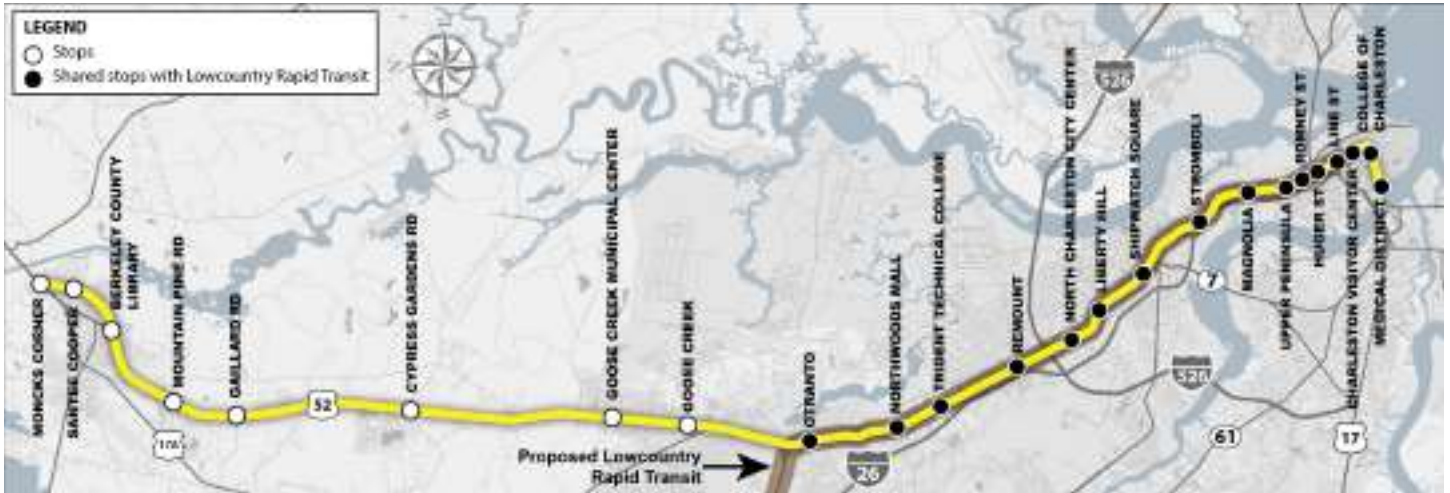 LEGEND
Stops
Shared stops with Lowcountry Rapid Transit
N
E
W
MONCKS CORNER
SANTEE COOPER
BERKELEY COUNTY
LIBRARY
MOUNTAIN PINE RD
GAILLARD RD
52
CYPRESS GARDENS RD
GOOSE CREEK MUNICIPAL CENTER
GOOSE CREEK
OTRANTO
NORTHWOODS MALL
TRIDENT TECHNICAL COLLEGE
REMOUNT
NORTH CHARLESTON CITY CENTER
LIBERTY HILL
SHIPWATCH SQUARE
STROMBOLI
MAGNOLIA
UPPER PENINSULA
ROMNEY ST
HUGER ST
LINE ST
CHARLESTON VISITOR CENTER
COLLEGE OF
CHARLESTON
MEDICAL DISTRICT
526
7
526
61
17
26
Proposed Lowcountry
Rapid Transit